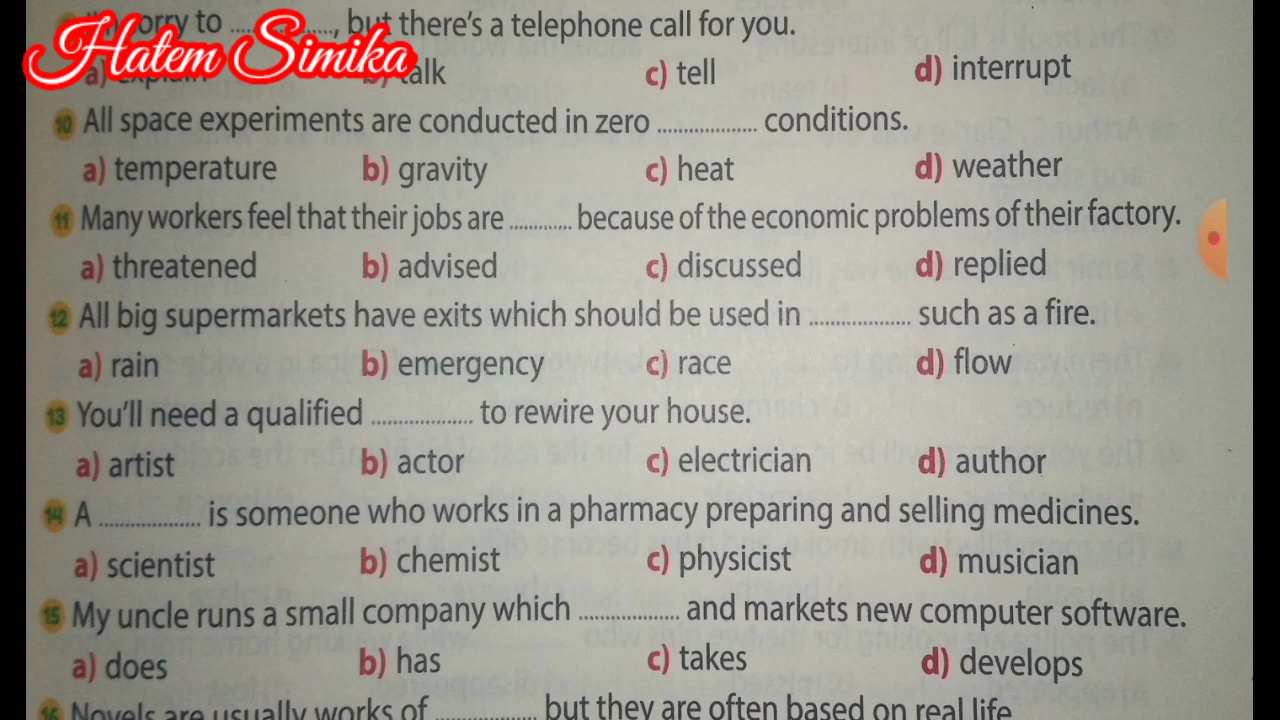 Hatem Simika
orry to ................, but there's a telephone call for you.
a) explain b) talk c) tell d) interrupt
10 All space experiments are conducted in zero ................ conditions.
a) temperature b) gravity c) heat d) weather
11 Many workers feel that their jobs are ............ because of the economic problems of their factory.
a) threatened b) advised c) discussed d) replied
12 All big supermarkets have exits which should be used in ................ such as a fire.
a) rain b) emergency c) race d) flow
13 You'll need a qualified ................ to rewire your house.
a) artist b) actor c) electrician d) author
14 A ................ is someone who works in a pharmacy preparing and selling medicines.
a) scientist b) chemist c) physicist d) musician
15 My uncle runs a small company which ................ and markets new computer software.
a) does b) has c) takes d) develops
16 Novels are usually works of ................ but they are often based on real life